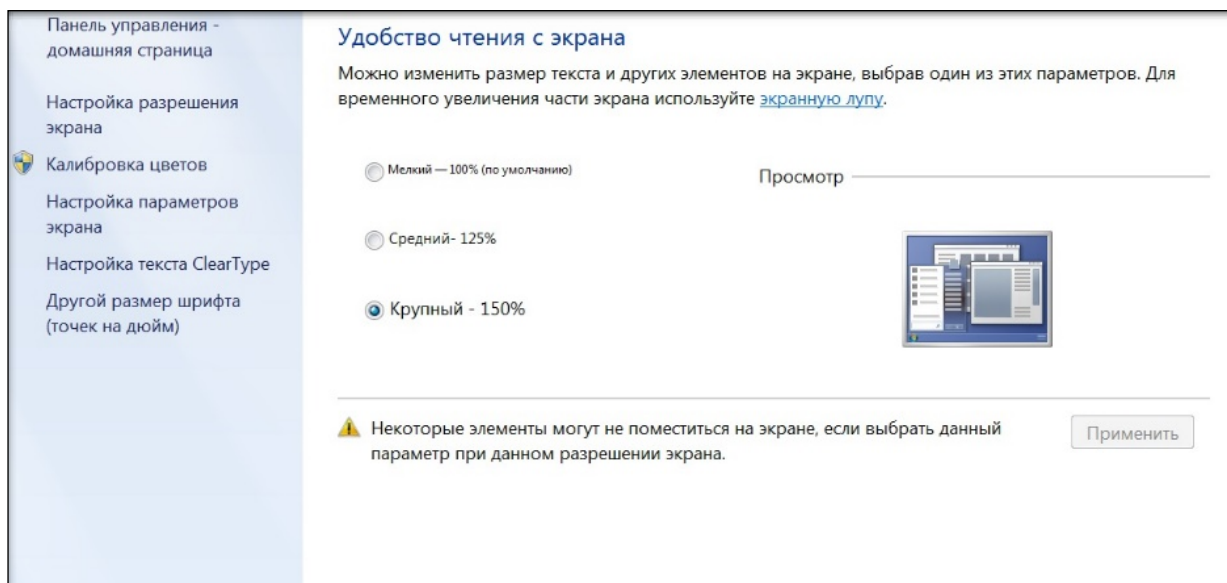 Панель управления -
домашняя страница
Настройка разрешения
экрана
Калибровка цветов
Настройка параметров
экрана
Настройка текста ClearType
Другой размер шрифта
(точек на дюйм)
Удобство чтения с экрана
Можно изменить размер текста и других элементов на экране, выбрав один из этих параметров. Для
временного увеличения части экрана используйте экранную лупу.
Мелкий — 100% (по умолчанию)
Просмотр
Средний- 125%
Крупный - 150%
Некоторые элементы могут не поместиться на экране, если выбрать данный
параметр при данном разрешении экрана.
Применить